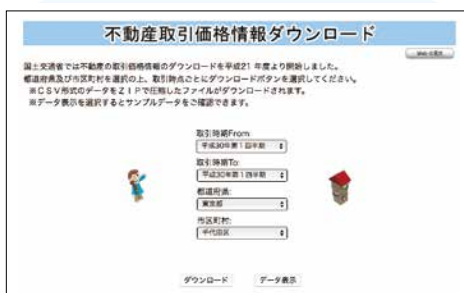 不動産取引価格情報ダウンロード
国土交通省では不動産の取引価格情報のダウンロードを平成21 年度より開始しました。
都道府県及び市区町村を選択の上、取引時点ごとにダウンロードボタンを選択してください。
※ＣＳＶ形式のデータをＺＩＰで圧縮したファイルがダウンロードされます。
※データ表示を選択するとサンプルデータをご確認できます。
取引時期From:
平成30年第１四半期
取引時期To:
平成30年第１四半期
都道府県:
東京都
市区町村:
千代田区
ダウンロード
データ表示